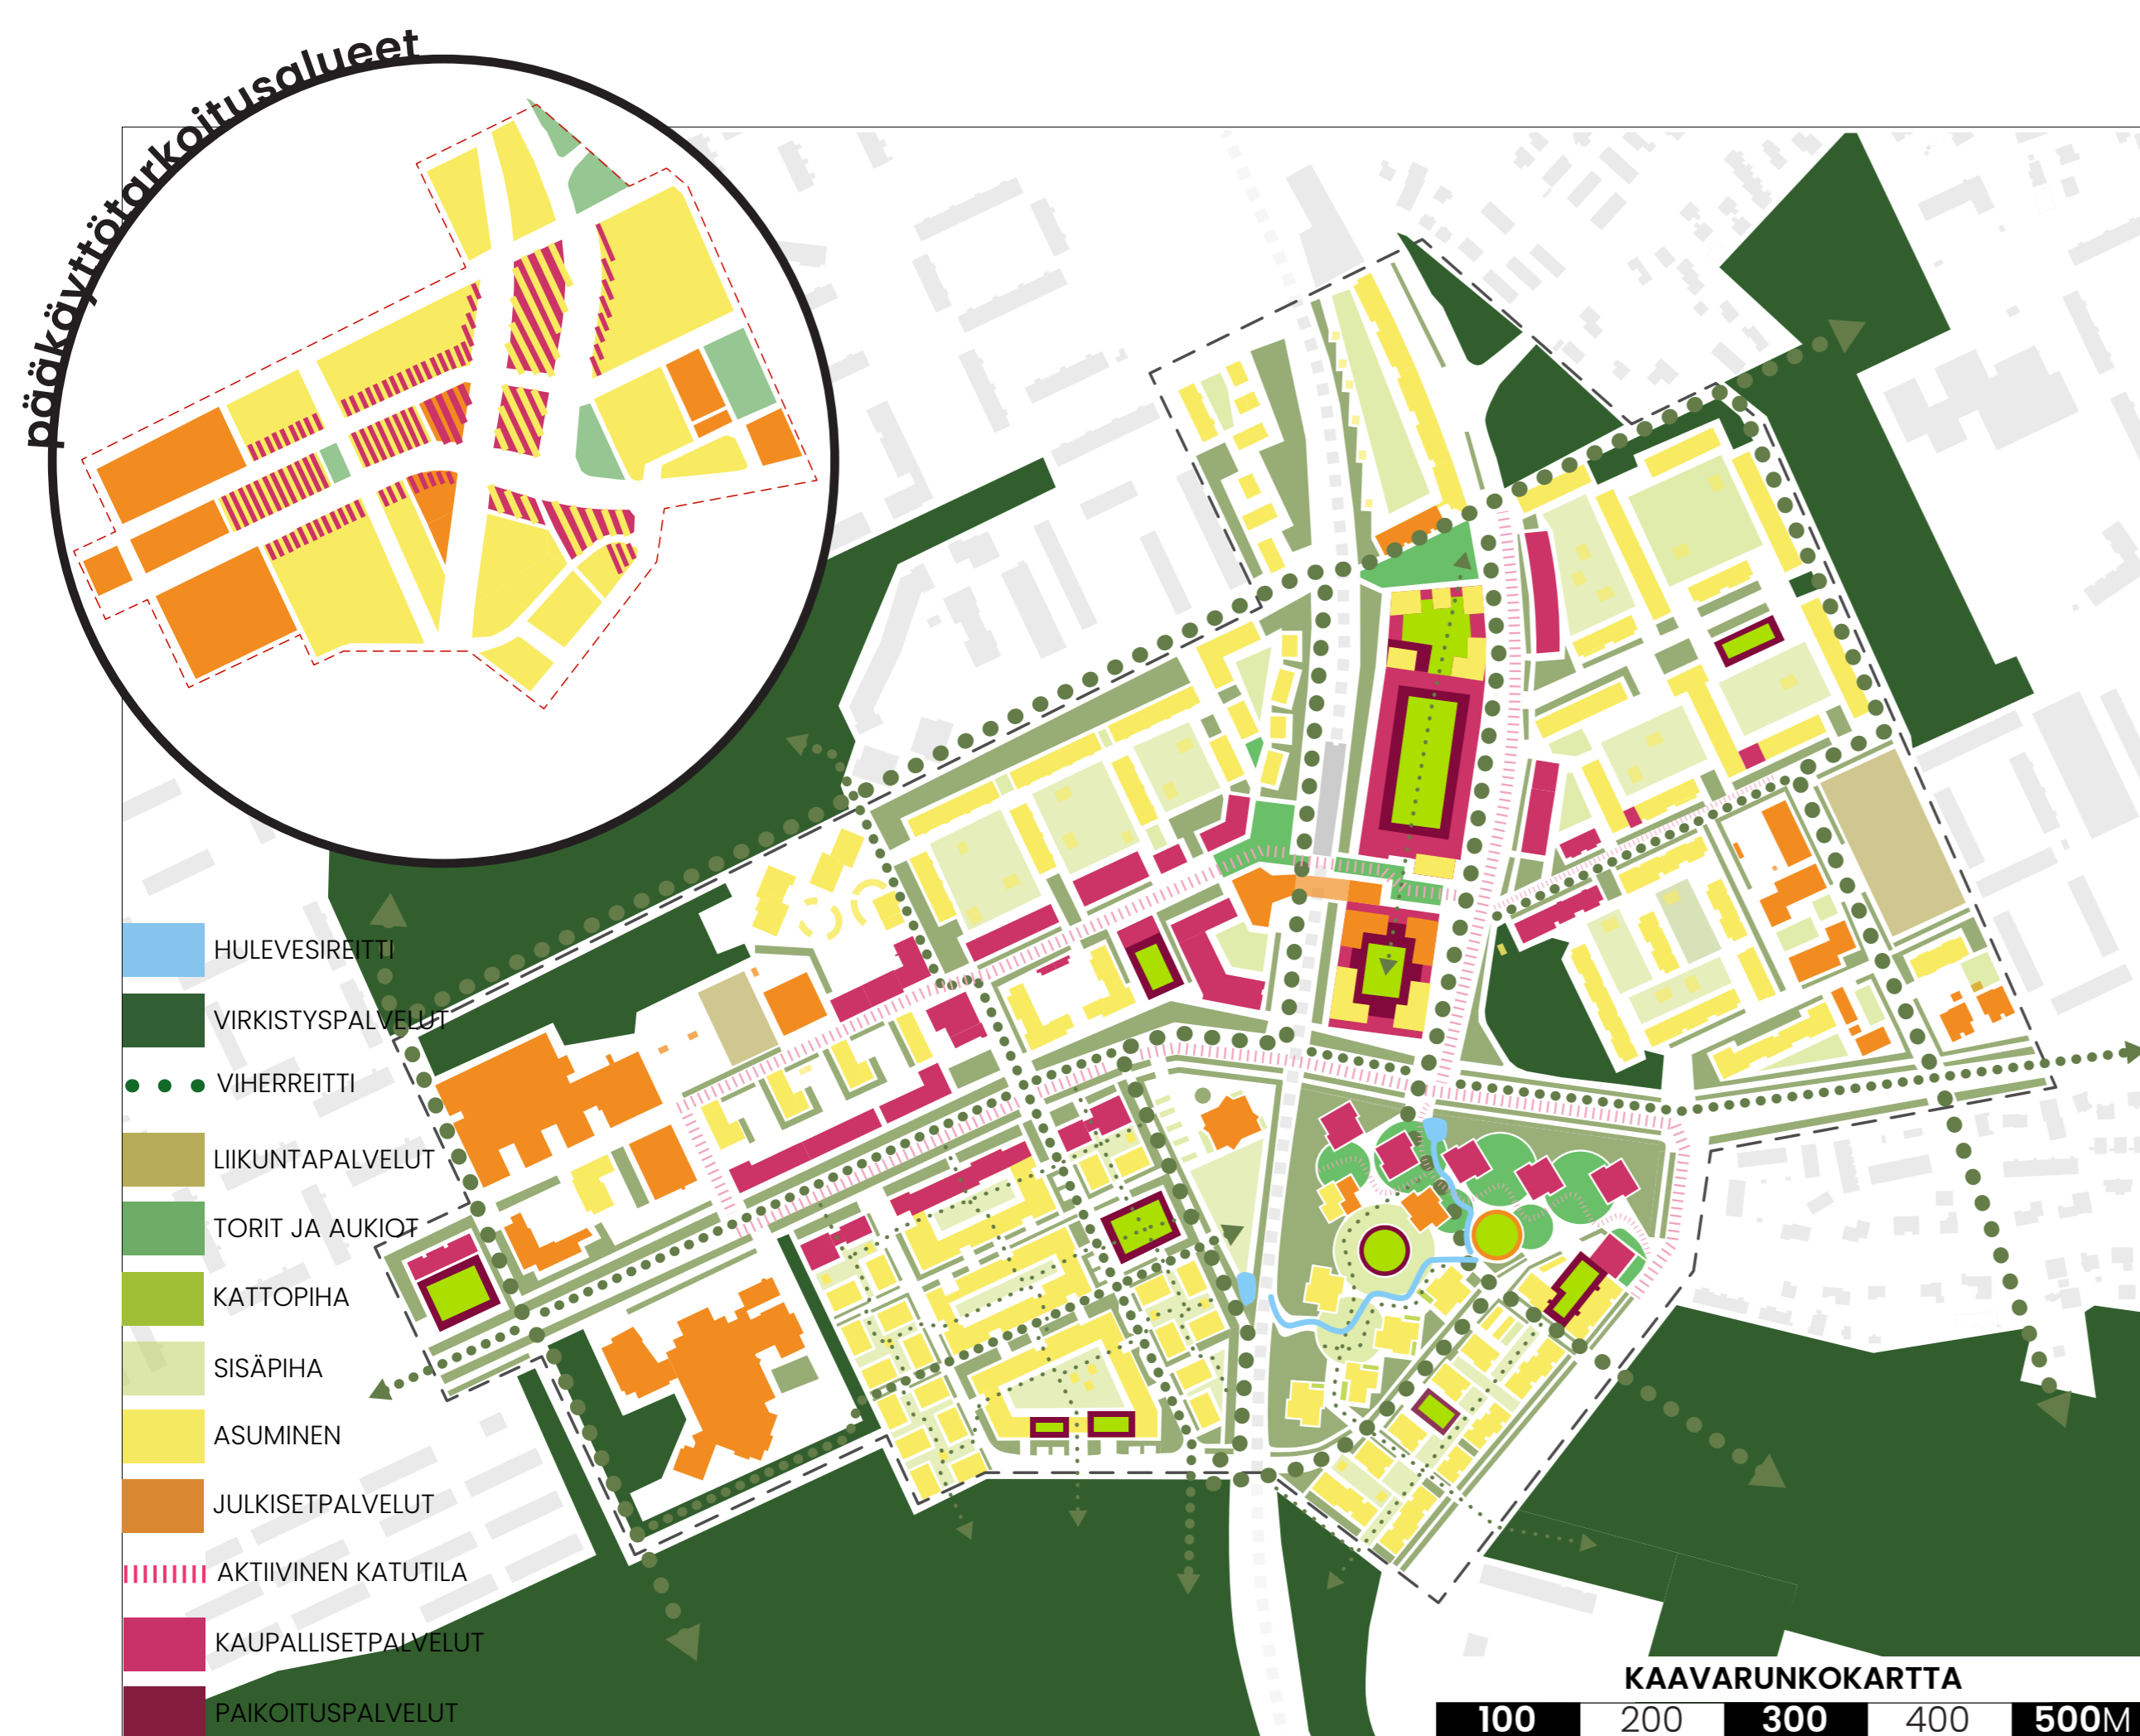 pääkäyttötarkoitusalueet
HULEVESIREITTI
VIRKISTYSPALVELUT
VIHERREITTI
LIIKUNTAPALVELUT
TORIT JA AUKIOT
KATTOPIHA
SISÄPIHA
ASUMINEN
JULKISETPALVELUT
AKTIIVINEN KATUTILA
KAUPALLISETPALVELUT
PAIKOITUSPALVELUT
KAAVARUNKOKARTTA
100 200 300 400 500M